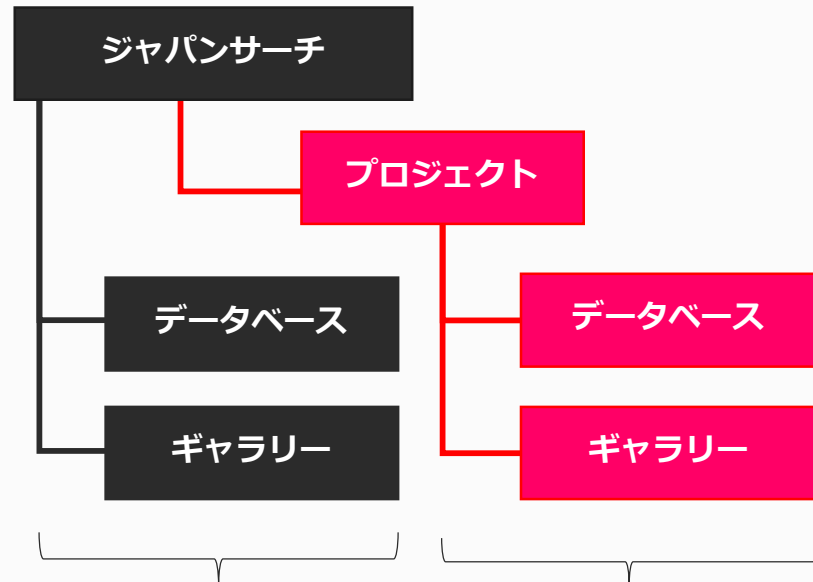 ジャパンサーチ
プロジェクト
データベース
データベース
ギャラリー
ギャラリー